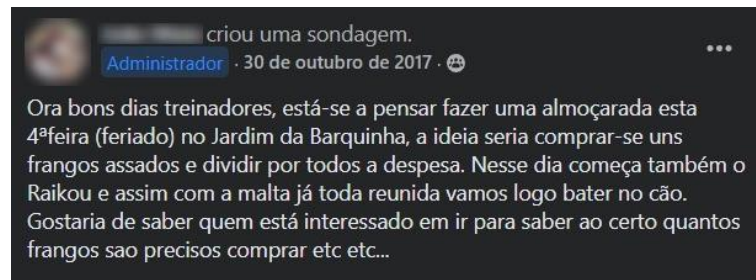 criou uma sondagem.
Administrador · 30 de outubro de 2017 ·
Ora bons dias treinadores, está-se a pensar fazer uma almoçarada esta
4ªfeira (feriado) no Jardim da Barquinha, a ideia seria comprar-se uns
frangos assados e dividir por todos a despesa. Nesse dia começa também o
Raikou e assim com a malta já toda reunida vamos logo bater no cão.
Gostaria de saber quem está interessado em ir para saber ao certo quantos
frangos sao precisos comprar etc etc...